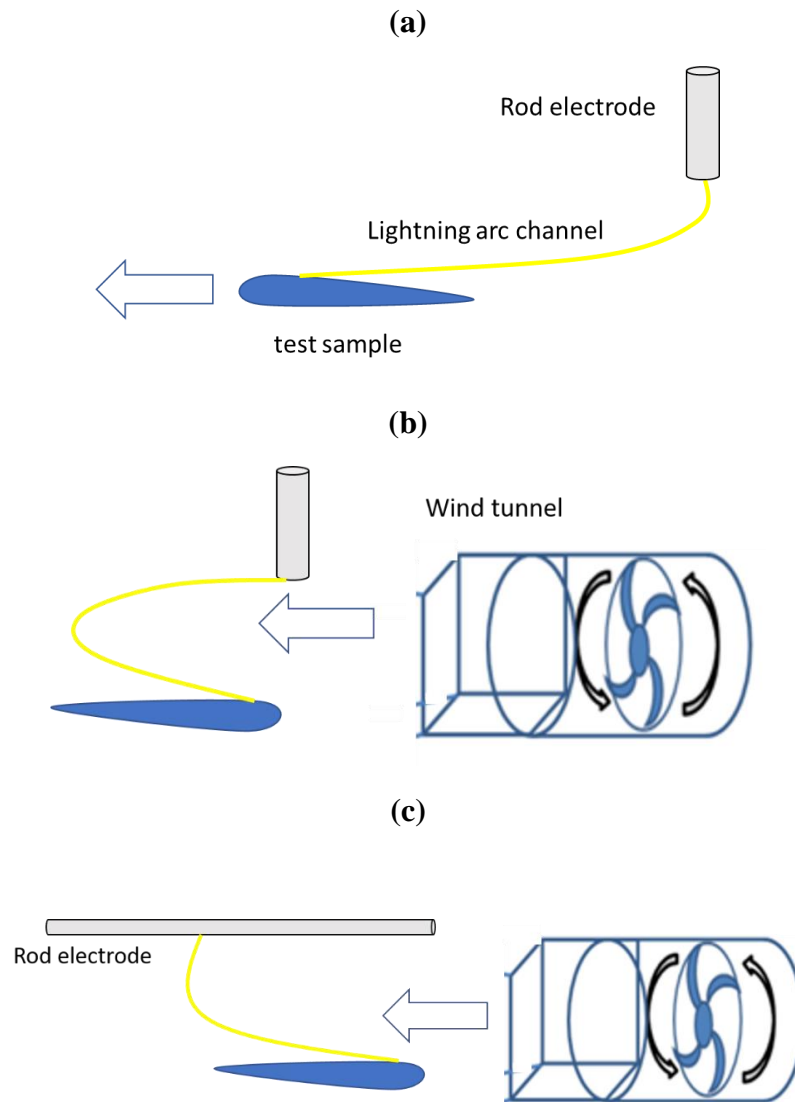 (a)
Rod electrode
Lightning arc channel
test sample
(b)
Wind tunnel
(c)
Rod electrode